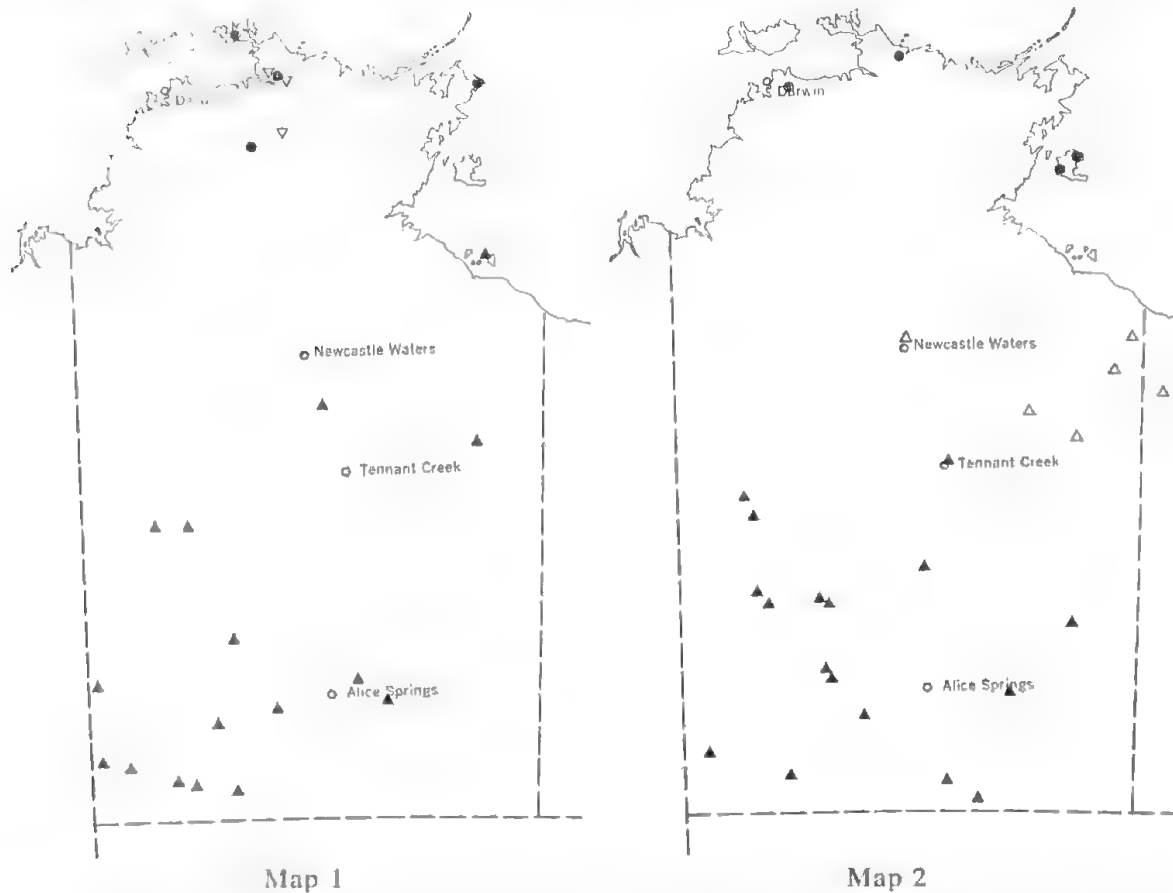 Darwin
Newcastle Waters
Tennant Creek
Alice Springs
Map 1
Newcastle Waters
Tennant Creek
Alice Springs
Map 2